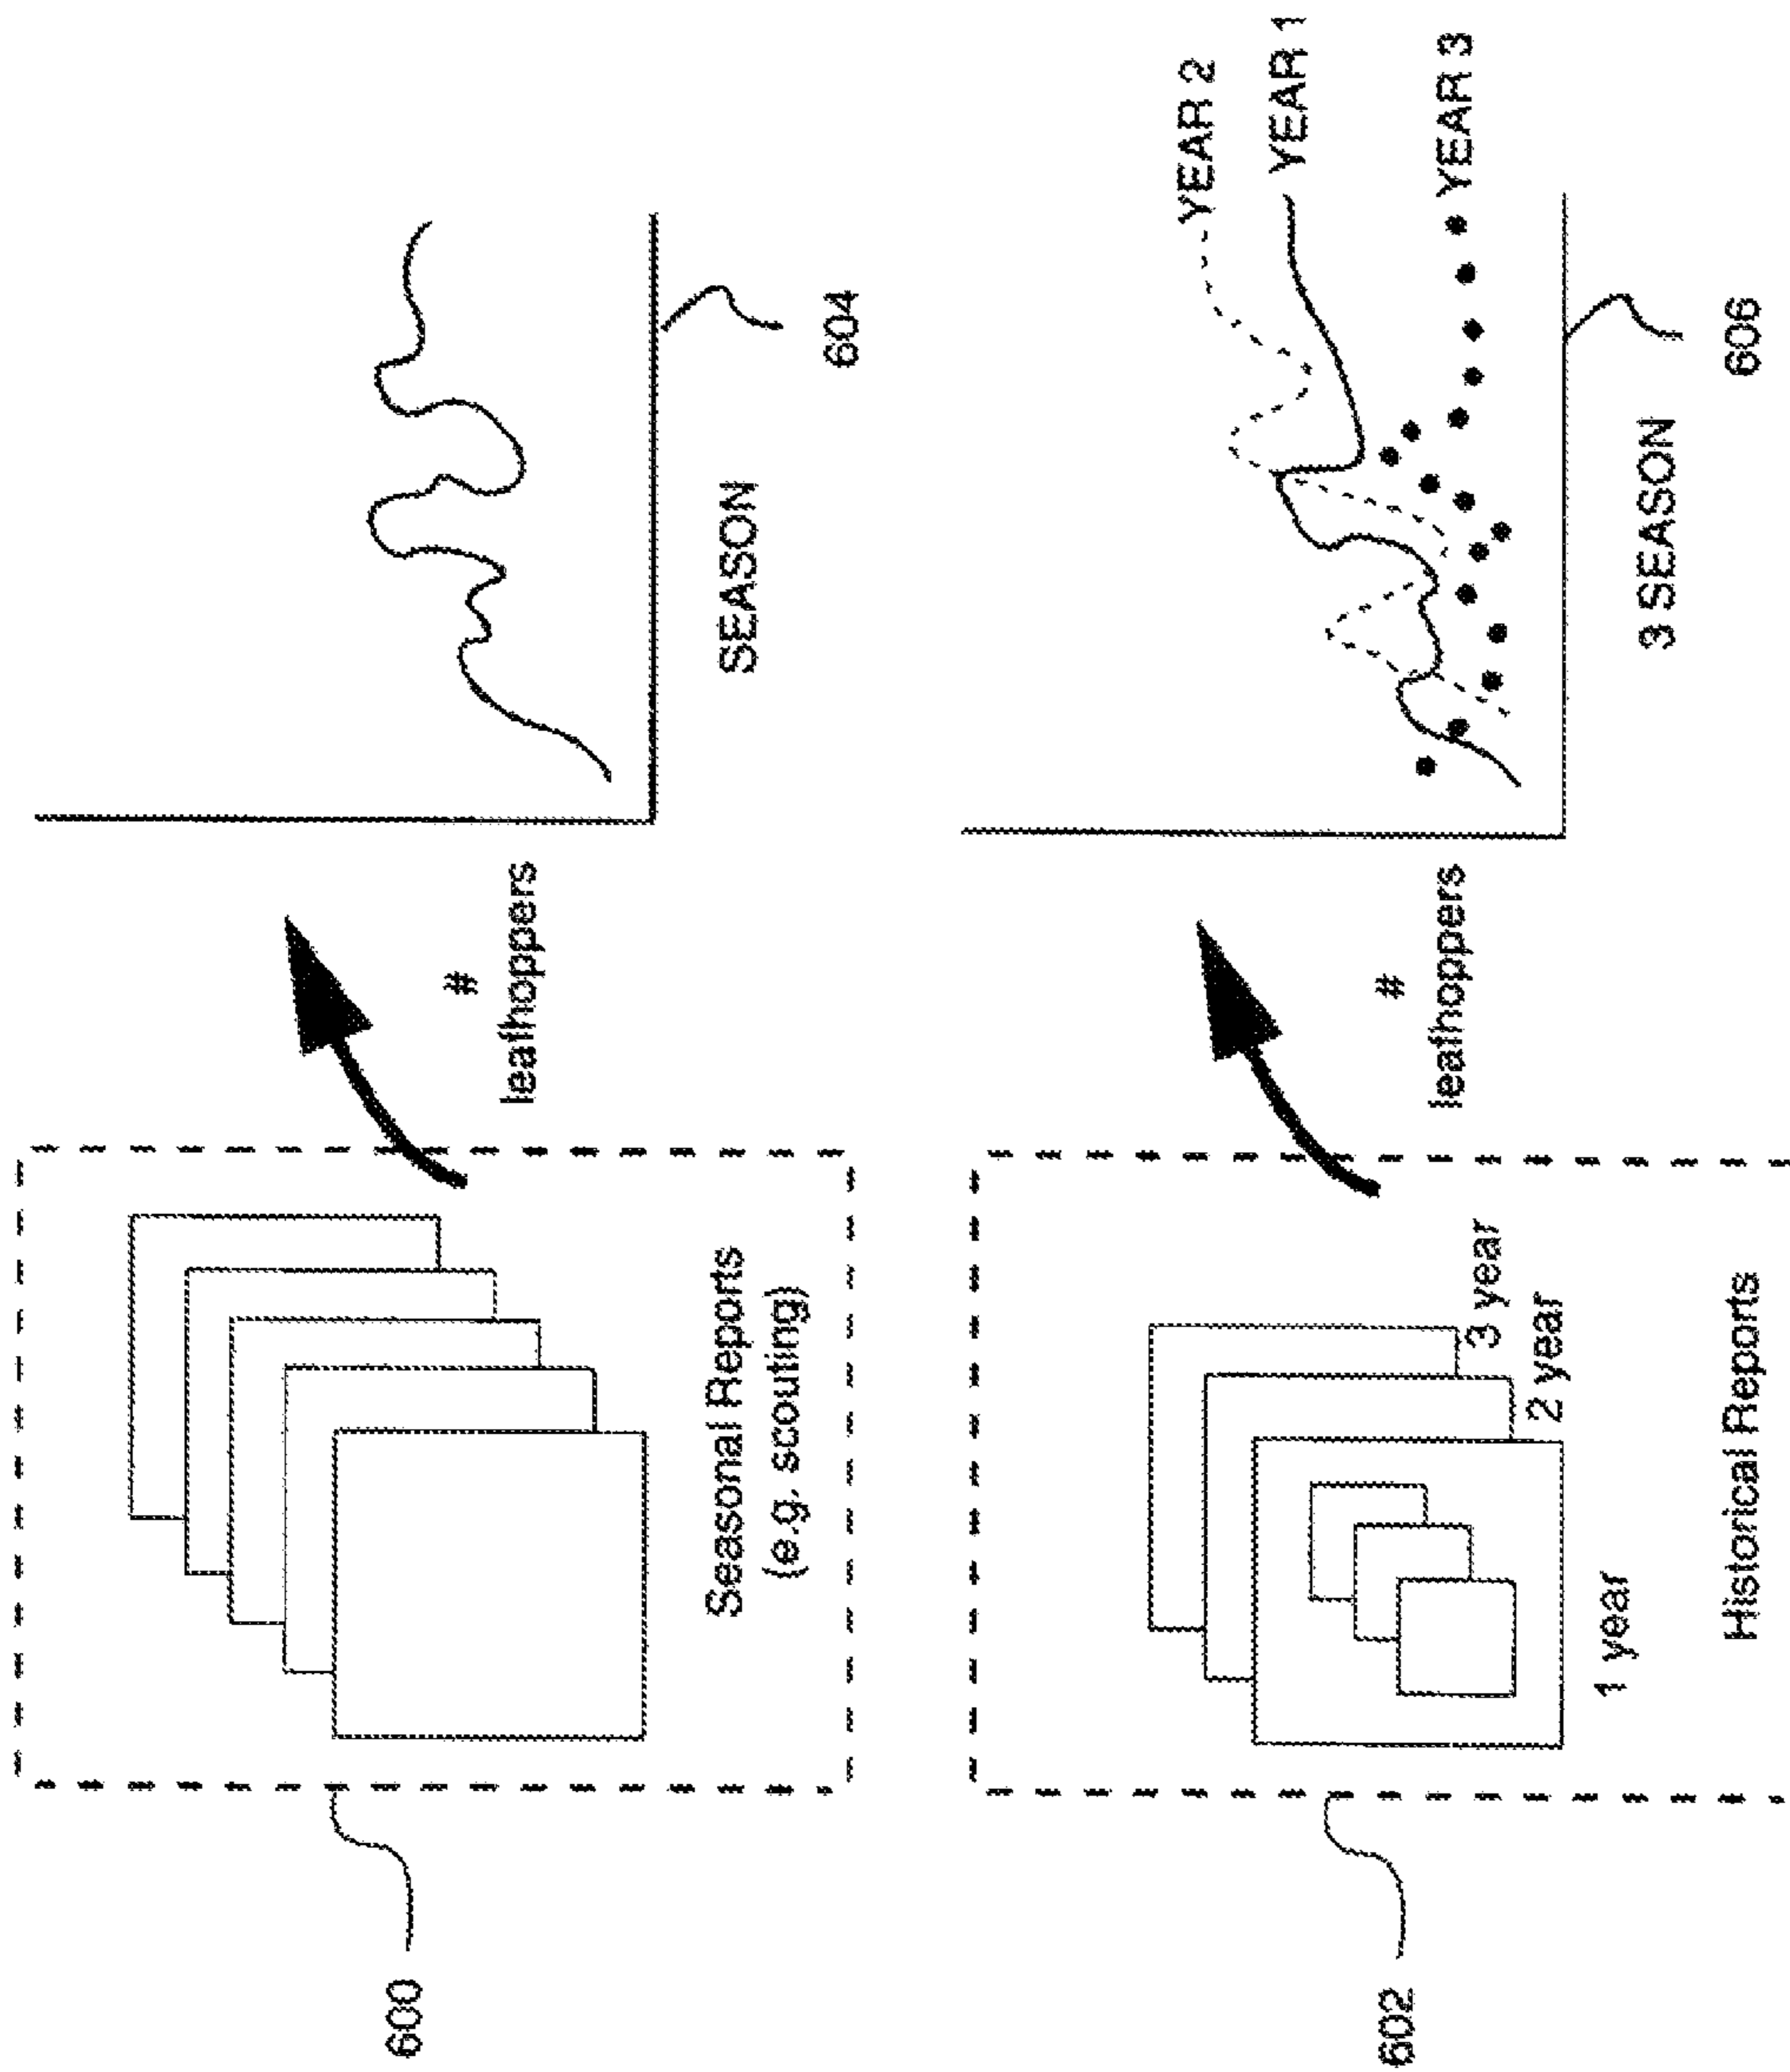 600
Seasonal Reports
(e.g. scouting)
#
leafhoppers
SEASON
604
602
1 year
2 year
3 year
Historical Reports
#
leafhoppers
YEAR 2
YEAR 1
YEAR 3
3 SEASON
606